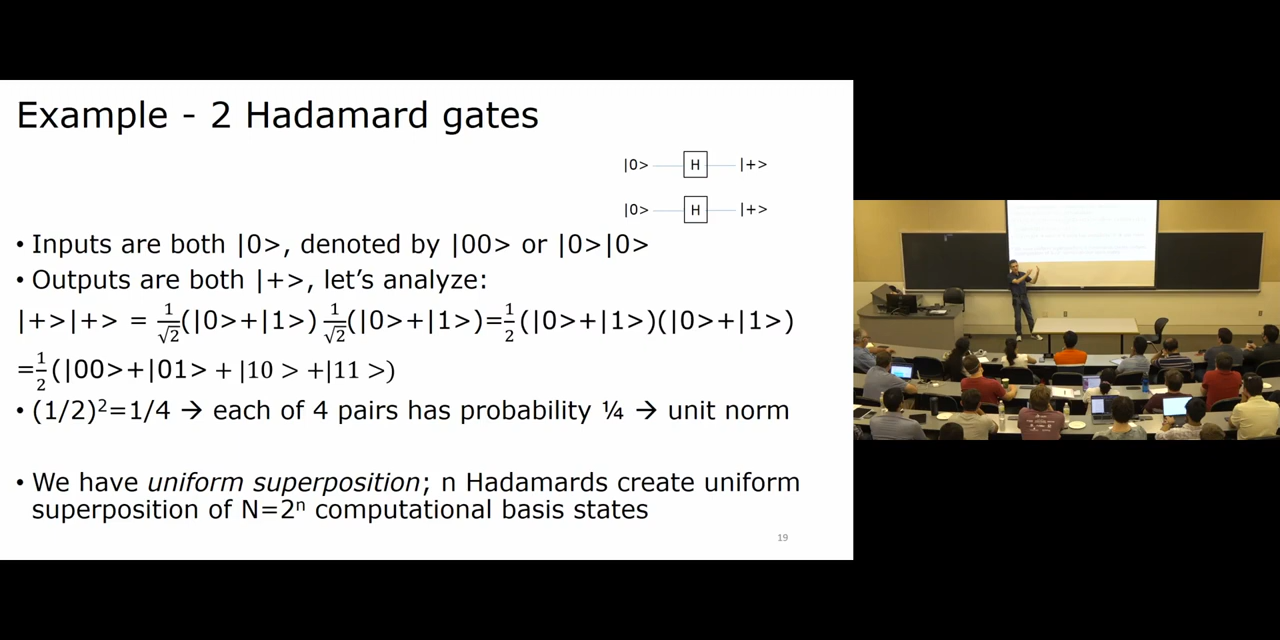 Example - 2 Hadamard gates
|0> H |+>
|0> H |+>
• Inputs are both |0>, denoted by |00> or |0>|0>
• Outputs are both |+>, let's analyze:
|+>|+> = 1/√2(|0>+|1>) 1/√2(|0>+|1>)=1/2(|0>+|1>)(|0>+|1>)
=1/2(|00>+|01> + |10 > +|11 >)
• (1/2)²=1/4 → each of 4 pairs has probability ¼ → unit norm
• We have uniform superposition; n Hadamards create uniform
superposition of N=2ⁿ computational basis states
19